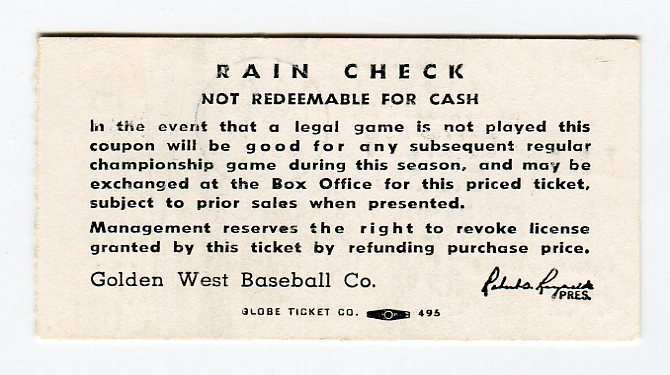 RAIN CHECK
NOT REDEEMABLE FOR CASH
In the event that a legal game is not played this
coupon will be good for any subsequent regular
championship game during this season, and may be
exchanged at the Box Office for this priced ticket,
subject to prior sales when presented.
Management reserves the right to revoke license
granted by this ticket by refunding purchase price.
Golden West Baseball Co.
Robert O. Reynolds
PRES.
GLOBE TICKET CO. 495